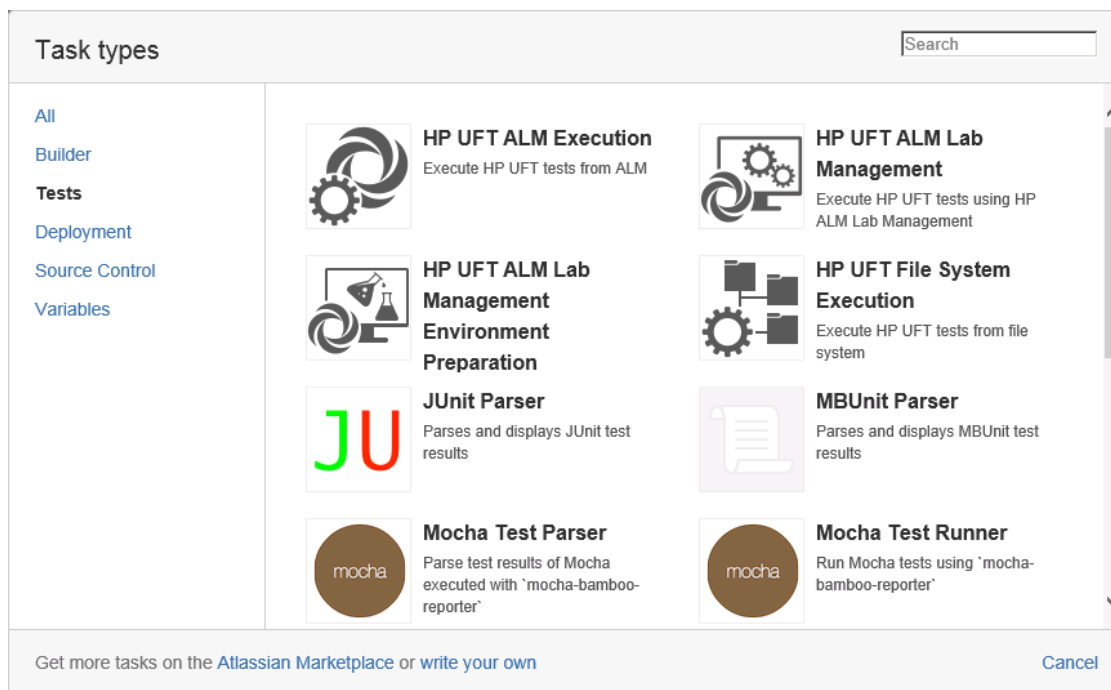 Task types
Search
All
Builder
Tests
Deployment
Source Control
Variables
HP UFT ALM Execution
Execute HP UFT tests from ALM
HP UFT ALM Lab
Management
Execute HP UFT tests using HP
ALM Lab Management
HP UFT ALM Lab
Management
Environment
Preparation
HP UFT File System
Execution
Execute HP UFT tests from file
system
JU
JUnit Parser
Parses and displays JUnit test
results
MBUnit Parser
Parses and displays MBUnit test
results
mocha
Mocha Test Parser
Parse test results of Mocha
executed with `mocha-bamboo-
reporter`
mocha
Mocha Test Runner
Run Mocha tests using `mocha-
bamboo-reporter`
Get more tasks on the Atlassian Marketplace or write your own
Cancel